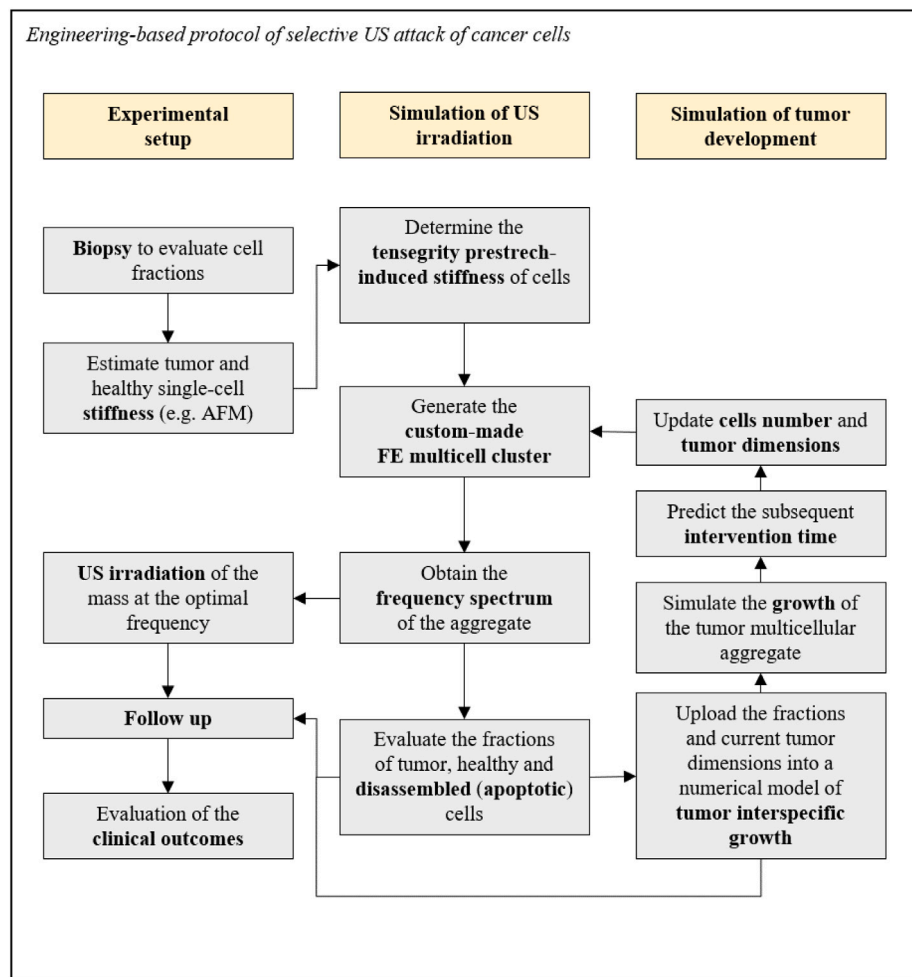 Engineering-based protocol of selective US attack of cancer cells
Experimental
setup
Simulation of US
irradiation
Simulation of tumor
development
Biopsy to evaluate cell
fractions
Estimate tumor and
healthy single-cell
stiffness (e.g. AFM)
US irradiation of the
mass at the optimal
frequency
Follow up
Evaluation of the
clinical outcomes
Determine the
tensegrity prestrech-
induced stiffness of cells
Generate the
custom-made
FE multicell cluster
Obtain the
frequency spectrum
of the aggregate
Evaluate the fractions
of tumor, healthy and
disassembled (apoptotic)
cells
Update cells number and
tumor dimensions
Predict the subsequent
intervention time
Simulate the growth of
the tumor multicellular
aggregate
Upload the fractions
and current tumor
dimensions into a
numerical model of
tumor interspecific
growth